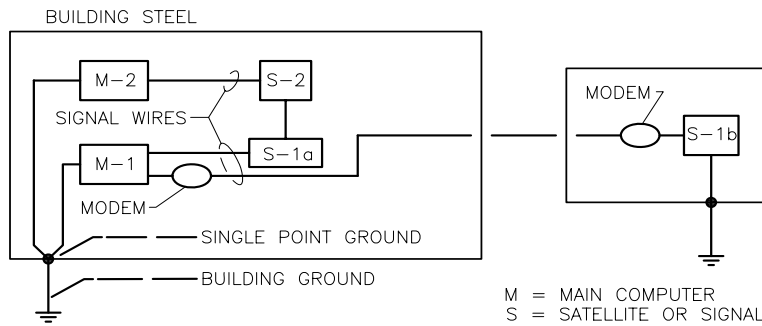 BUILDING STEEL
M-2
S-2
MODEM
SIGNAL WIRES
S-1b
M-1
S-1a
MODEM
SINGLE POINT GROUND
BUILDING GROUND
M = MAIN COMPUTER
S = SATELLITE OR SIGNAL